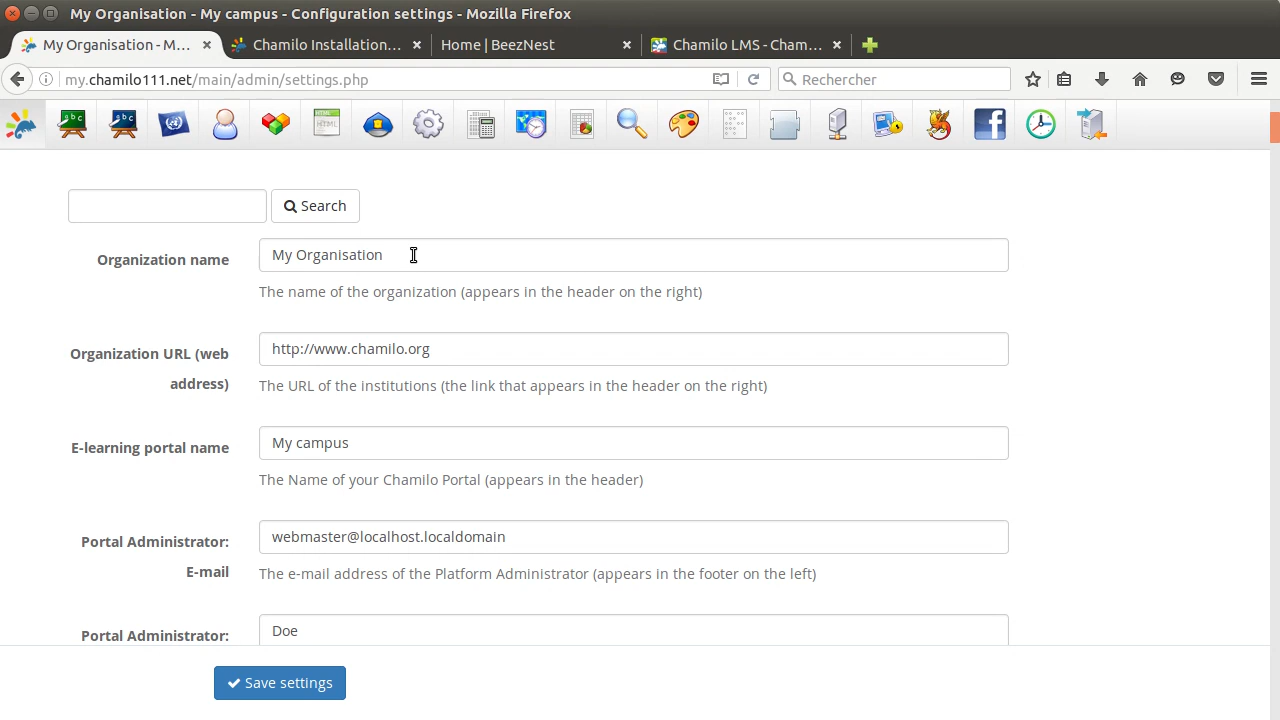 My Organisation - My campus - Configuration settings - Mozilla Firefox
My Organisation - M... Chamilo Installation... Home | BeezNest Chamilo LMS - Cham...
my.chamilo111.net/main/admin/settings.php Rechercher
abc abc HTML
Search
Organization name My Organisation
The name of the organization (appears in the header on the right)
Organization URL (web address) http://www.chamilo.org
The URL of the institutions (the link that appears in the header on the right)
E-learning portal name My campus
The Name of your Chamilo Portal (appears in the header)
Portal Administrator: E-mail webmaster@localhost.localdomain
The e-mail address of the Platform Administrator (appears in the footer on the left)
Portal Administrator: Doe
Save settings